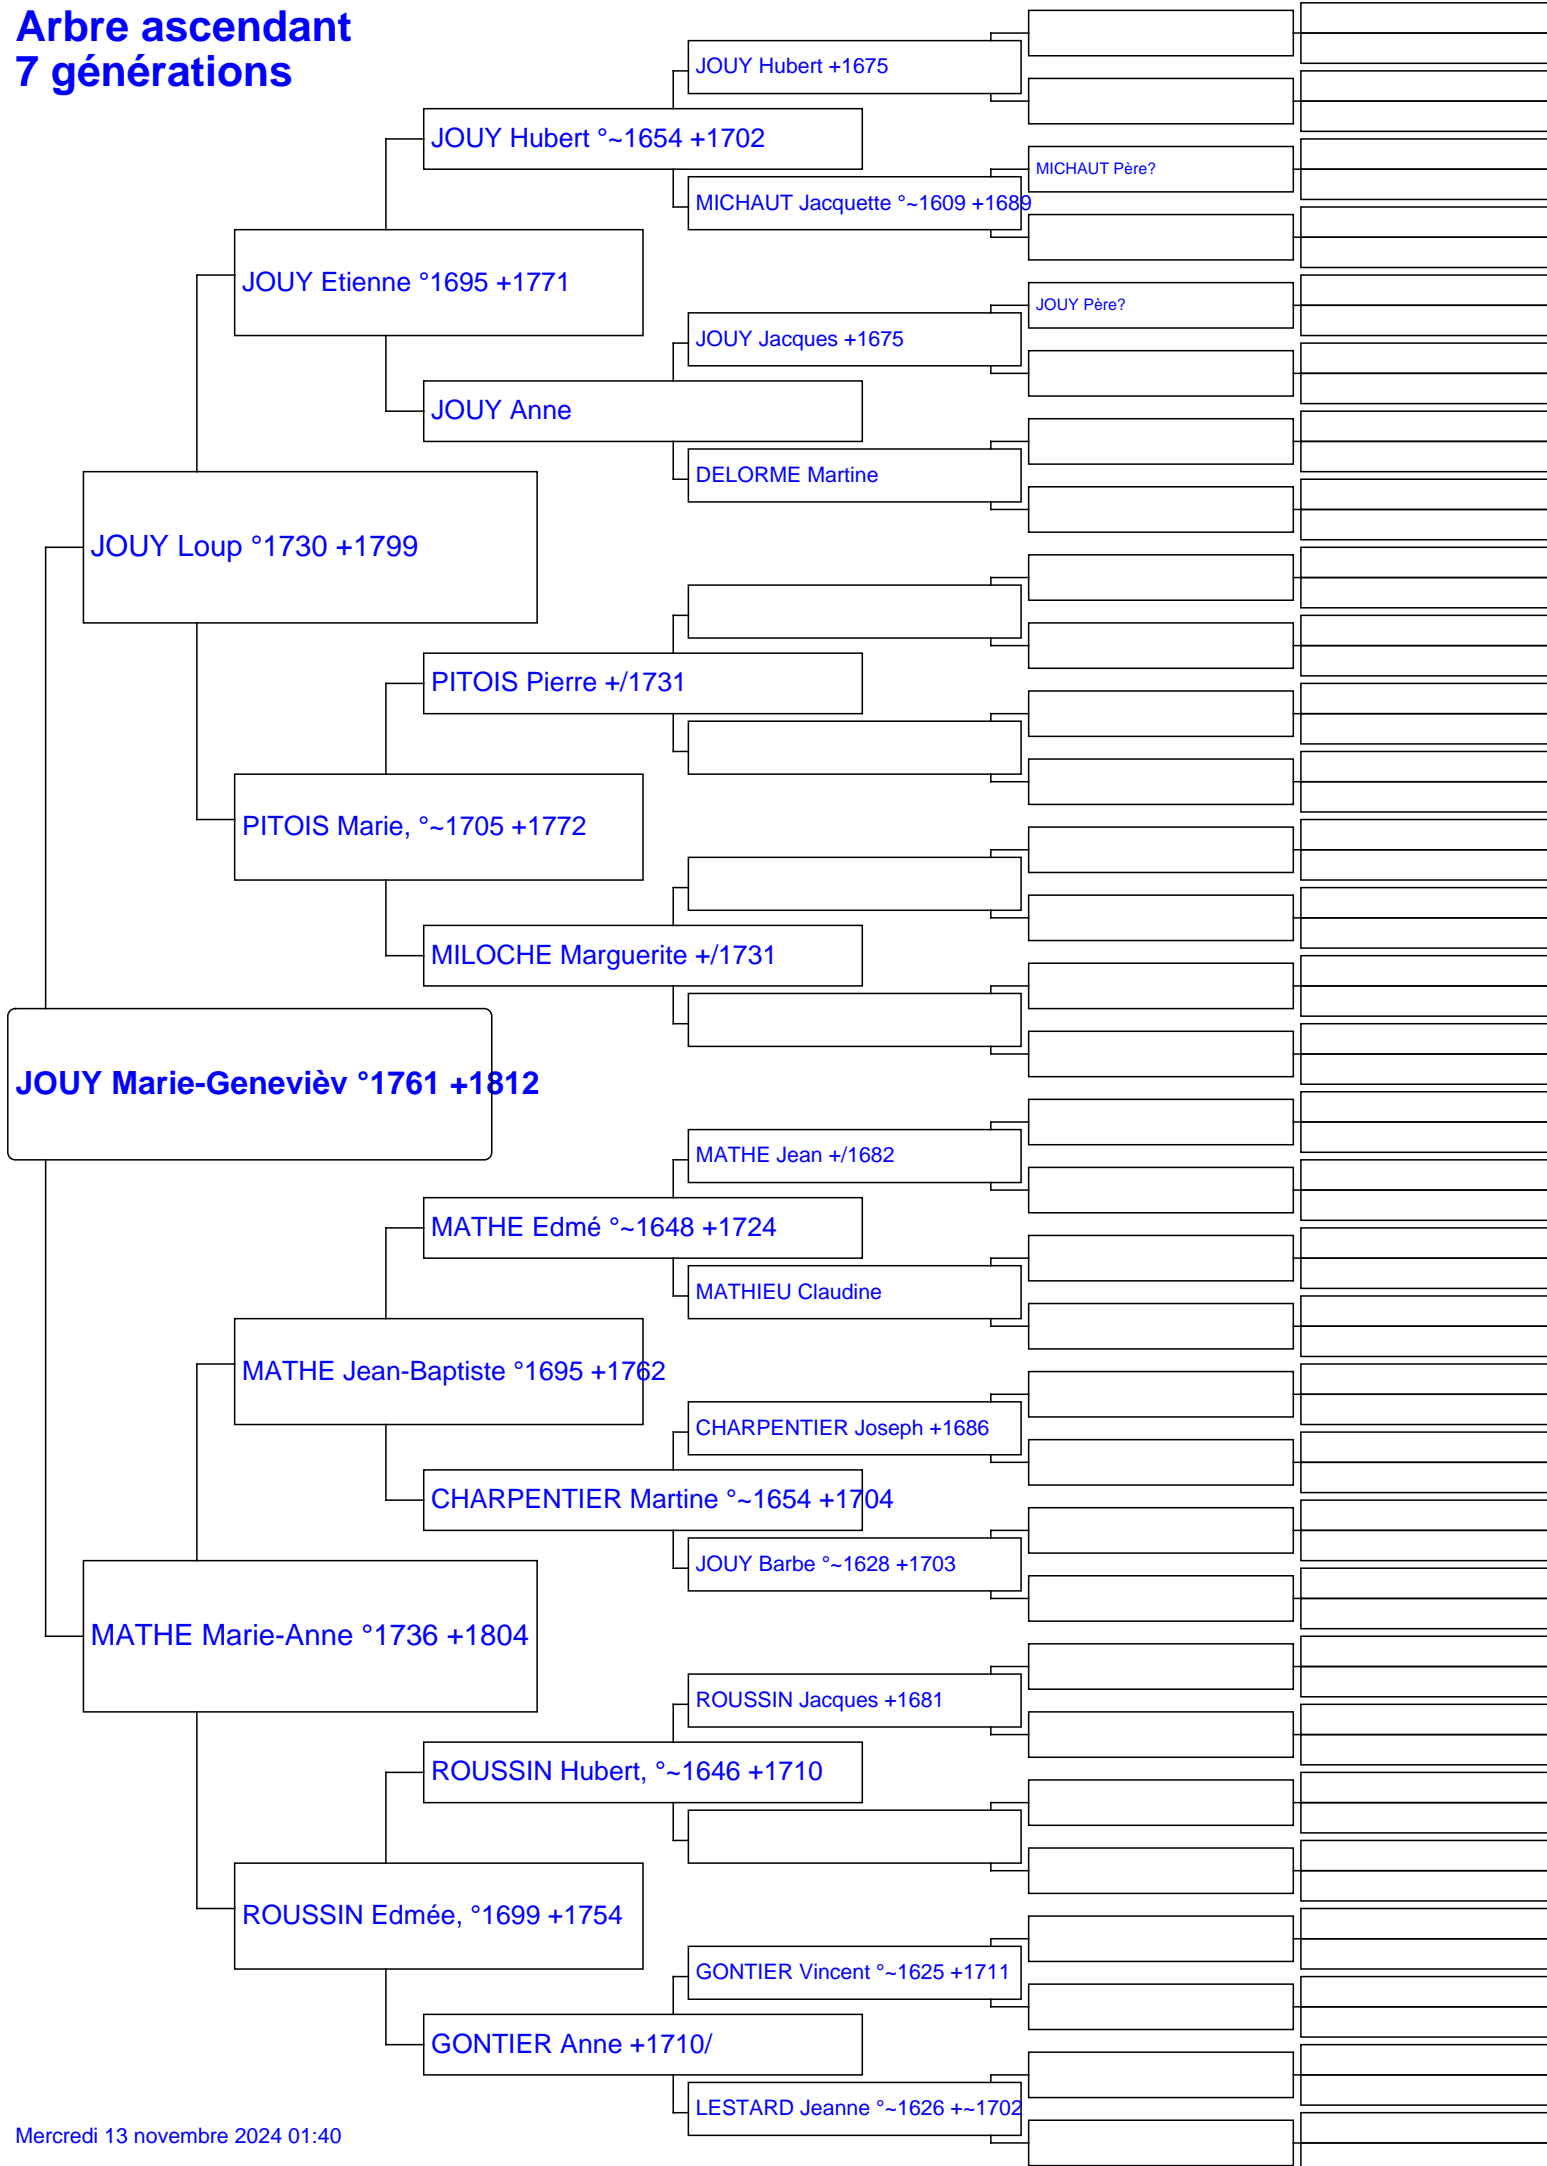 Arbre ascendant
7 générations
JOUY Hubert +1675
JOUY Hubert °~1654 +1702
MICHAUT Père?
MICHAUT Jacquette °~1609 +1689
JOUY Etienne °1695 +1771
JOUY Père?
JOUY Jacques +1675
JOUY Anne
DELORME Martine
JOUY Loup °1730 +1799
PITOIS Pierre +/1731
PITOIS Marie, °~1705 +1772
MILOCHE Marguerite +/1731
JOUY Marie-Genevièv °1761 +1812
MATHE Jean +/1682
MATHE Edmé °~1648 +1724
MATHIEU Claudine
MATHE Jean-Baptiste °1695 +1762
CHARPENTIER Joseph +1686
CHARPENTIER Martine °~1654 +1704
JOUY Barbe °~1628 +1703
MATHE Marie-Anne °1736 +1804
ROUSSIN Jacques +1681
ROUSSIN Hubert, °~1646 +1710
ROUSSIN Edmée, °1699 +1754
GONTIER Vincent °~1625 +1711
GONTIER Anne +1710/
LESTARD Jeanne °~1626 +~1702
Mercredi 13 novembre 2024 01:40